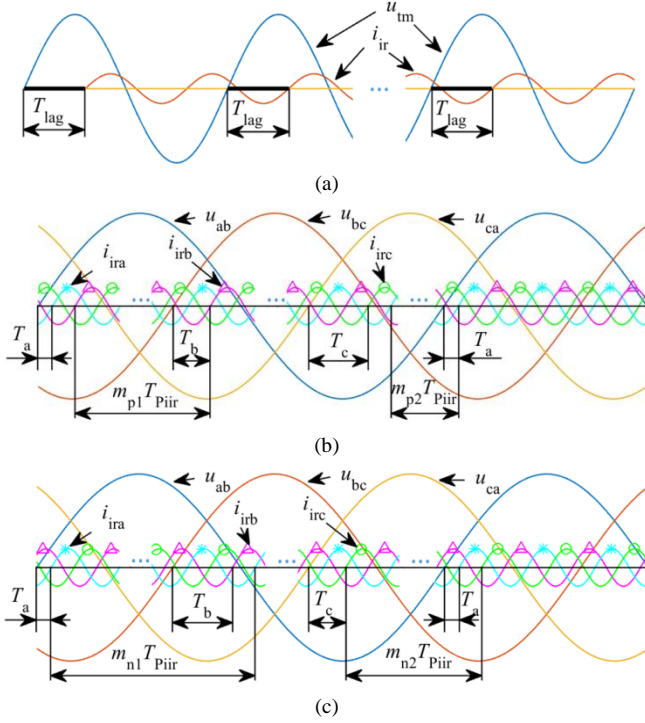 u_tm
i_ir
...
T_lag T_lag T_lag
(a)
u_ab u_bc u_ca
i_ira i_irb i_irc
... ... ...
T_a T_b T_c T_a
m_p1 T_Piir m_p2 T_Piir
(b)
u_ab u_bc u_ca
i_ira i_irb i_irc
... ... ...
T_a T_b T_c T_a
m_n1 T_Piir m_n2 T_Piir
(c)